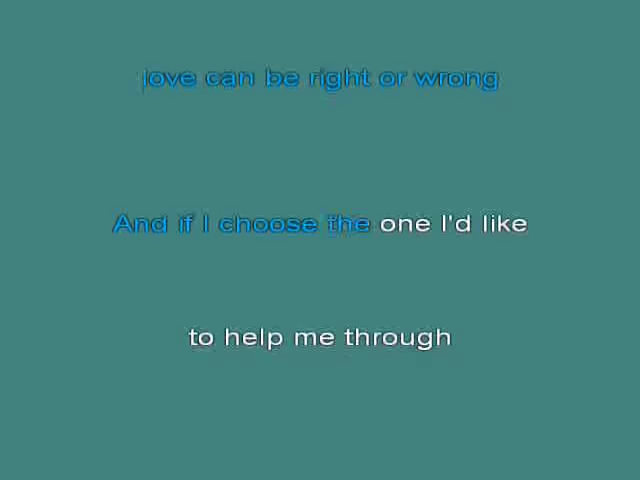 love can be right or wrong
And if I choose the one I'd like
to help me through